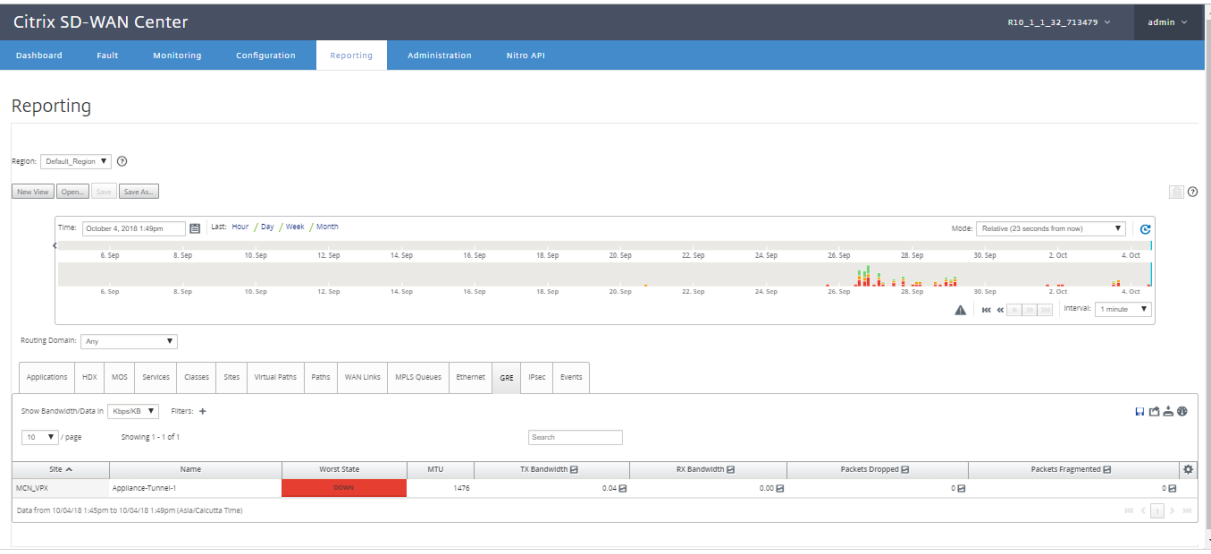 Citrix SD-WAN Center R10_1_1_32_713479 admin
Dashboard Fault Monitoring Configuration Reporting Administration Nitro API
Reporting
Region: Default_Region
New View Open... Save Save As...
Time: October 4, 2018 1:49pm Last: Hour / Day / Week / Month Mode: Relative (23 seconds from now)
6. Sep 8. Sep 10. Sep 12. Sep 14. Sep 16. Sep 18. Sep 20. Sep 22. Sep 24. Sep 26. Sep 28. Sep 30. Sep 2. Oct 4. Oct
6. Sep 8. Sep 10. Sep 12. Sep 14. Sep 16. Sep 18. Sep 20. Sep 22. Sep 24. Sep 26. Sep 28. Sep 30. Sep 2. Oct 4. Oct
Interval: 1 minute
Routing Domain: Any
Applications HDX MOS Services Classes Sites Virtual Paths Paths WAN Links MPLS Queues Ethernet GRE IPsec Events
Show Bandwidth/Data in Kbps/KB Filters: +
10 / page Showing 1 - 1 of 1 Search
Site Name Worst State MTU TX Bandwidth RX Bandwidth Packets Dropped Packets Fragmented
MCN_VPX Appliance-Tunnel-1 DOWN 1476 0.04 0.00 0 0
Data from 10/04/18 1:45pm to 10/04/18 1:49pm (Asia/Calcutta Time) 1